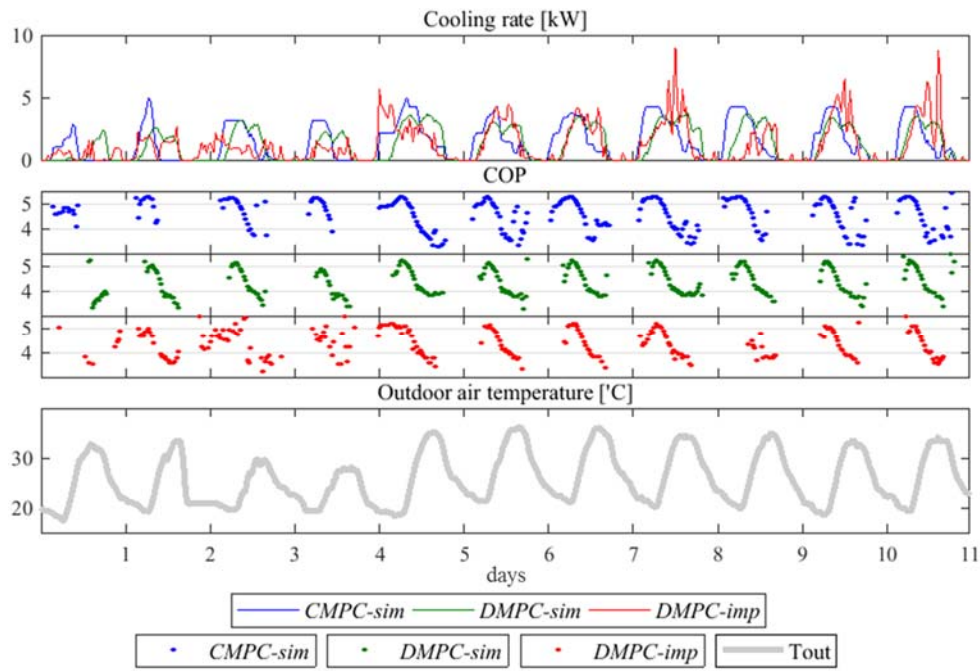 Cooling rate [kW]
10
5
0
COP
5
4
5
4
5
4
Outdoor air temperature ['C]
30
20
1 2 3 4 5 6 7 8 9 10 11
days
CMPC-sim DMPC-sim DMPC-imp
CMPC-sim DMPC-sim DMPC-imp Tout